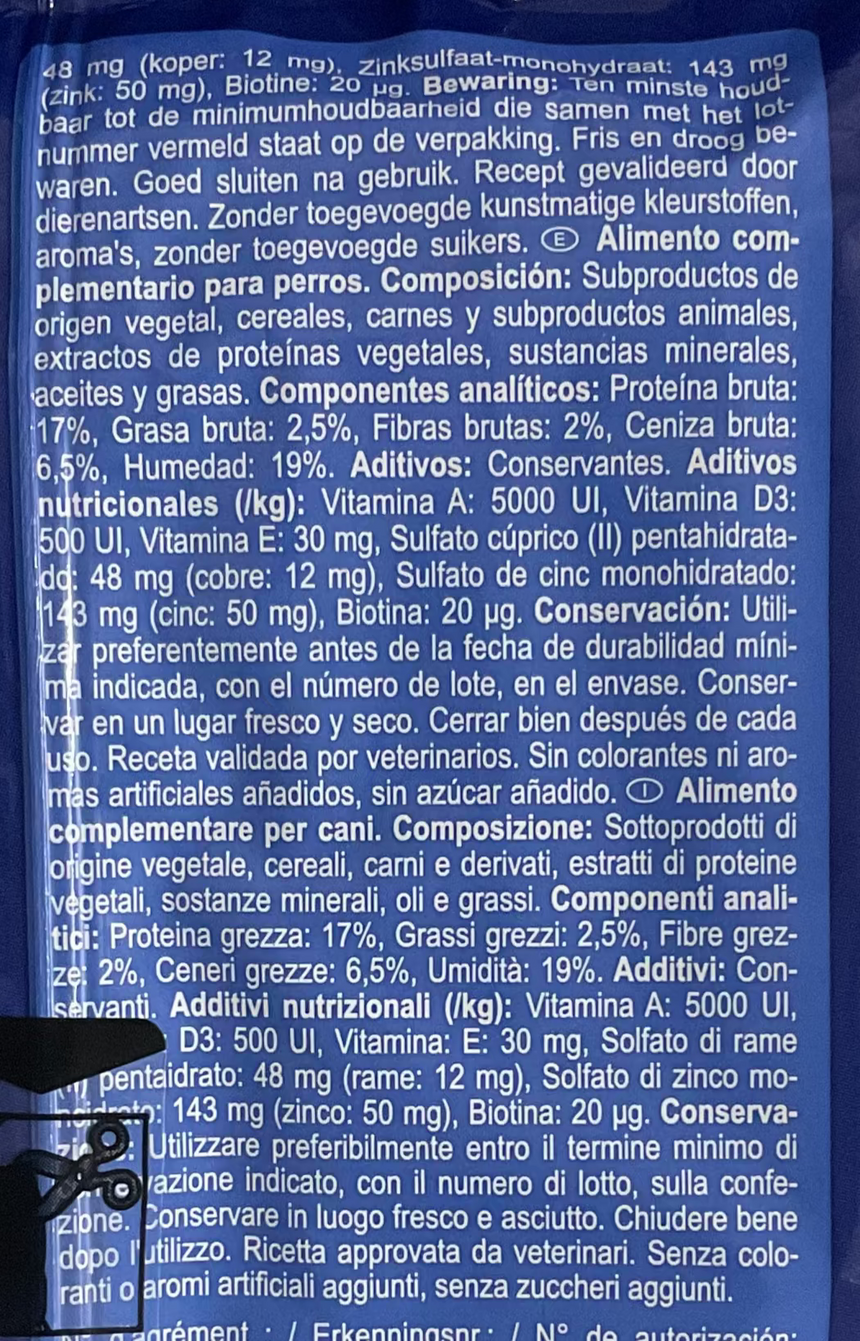 48 mg (koper: 12 mg), Zinksulfaat-monohydraat: 143 mg
(zink: 50 mg), Biotine: 20 µg. Bewaring: Ten minste houd-
baar tot de minimumhoudbaarheid die samen met het lot-
nummer vermeld staat op de verpakking. Fris en droog be-
waren. Goed sluiten na gebruik. Recept gevalideerd door
dierenartsen. Zonder toegevoegde kunstmatige kleurstoffen,
aroma's, zonder toegevoegde suikers. E Alimento com-
plementario para perros. Composición: Subproductos de
origen vegetal, cereales, carnes y subproductos animales,
extractos de proteínas vegetales, sustancias minerales,
aceites y grasas. Componentes analíticos: Proteína bruta:
17%, Grasa bruta: 2,5%, Fibras brutas: 2%, Ceniza bruta:
6,5%, Humedad: 19%. Aditivos: Conservantes. Aditivos
nutricionales (/kg): Vitamina A: 5000 UI, Vitamina D3:
500 UI, Vitamina E: 30 mg, Sulfato cúprico (II) pentahidrata-
do: 48 mg (cobre: 12 mg), Sulfato de cinc monohidratado:
143 mg (cinc: 50 mg), Biotina: 20 µg. Conservación: Utili-
zar preferentemente antes de la fecha de durabilidad míni-
ma indicada, con el número de lote, en el envase. Conser-
var en un lugar fresco y seco. Cerrar bien después de cada
uso. Receta validada por veterinarios. Sin colorantes ni aro-
mas artificiales añadidos, sin azúcar añadido. I Alimento
complementare per cani. Composizione: Sottoprodotti di
origine vegetale, cereali, carni e derivati, estratti di proteine
vegetali, sostanze minerali, oli e grassi. Componenti anali-
tici: Proteina grezza: 17%, Grassi grezzi: 2,5%, Fibre grez-
ze: 2%, Ceneri grezze: 6,5%, Umidità: 19%. Additivi: Con-
servanti. Additivi nutrizionali (/kg): Vitamina A: 5000 UI,
D3: 500 UI, Vitamina: E: 30 mg, Solfato di rame
(II) pentaidrato: 48 mg (rame: 12 mg), Solfato di zinco mo-
noidrato: 143 mg (zinco: 50 mg), Biotina: 20 µg. Conserva-
Utilizzare preferibilmente entro il termine minimo di
vazione indicato, con il numero di lotto, sulla confe-
zione. Conservare in luogo fresco e asciutto. Chiudere bene
dopo l'utilizzo. Ricetta approvata da veterinari. Senza colo-
ranti o aromi artificiali aggiunti, senza zuccheri aggiunti.
N° d'agrément : / Erkenningsnr: / N° de autorización: